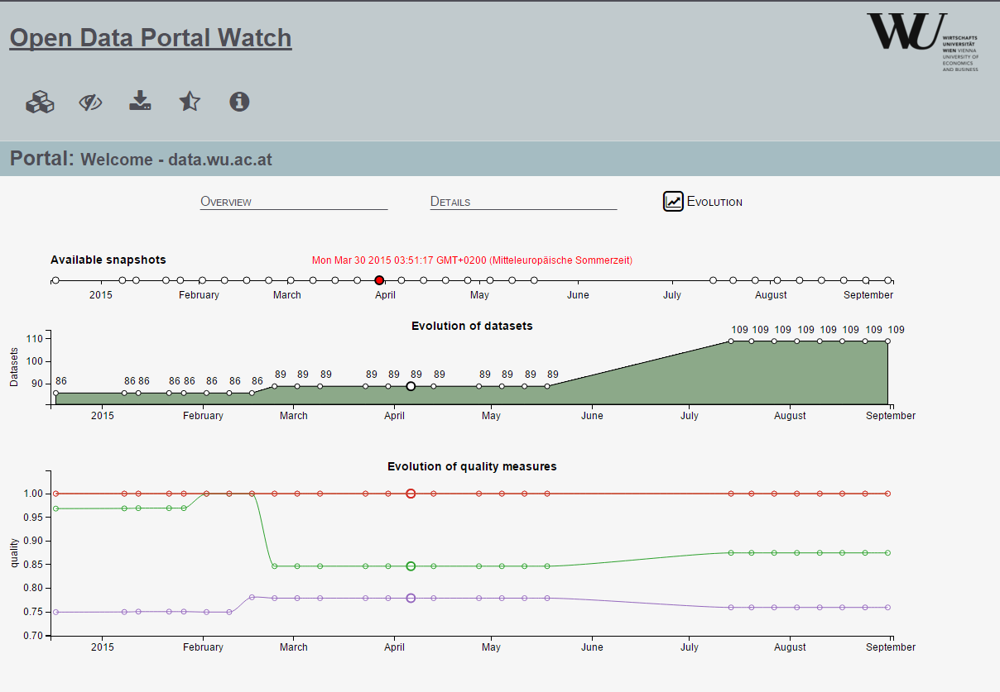 Open Data Portal Watch
WU
WIRTSCHAFTS
UNIVERSITÄT
WIEN VIENNA
UNIVERSITY OF
ECONOMICS
AND BUSINESS
Portal: Welcome - data.wu.ac.at
OVERVIEW
DETAILS
EVOLUTION
Available snapshots
Mon Mar 30 2015 03:51:17 GMT+0200 (Mitteleuropäische Sommerzeit)
2015 February March April May June July August September
Evolution of datasets
Datasets
110
100
90
86 86 86 86 86 86 86 86 89 89 89 89 89 89 89 89 89 89 89 109 109 109 109 109 109 109 109
2015 February March April May June July August September
Evolution of quality measures
quality
1.00
0.95
0.90
0.85
0.80
0.75
0.70
2015 February March April May June July August September